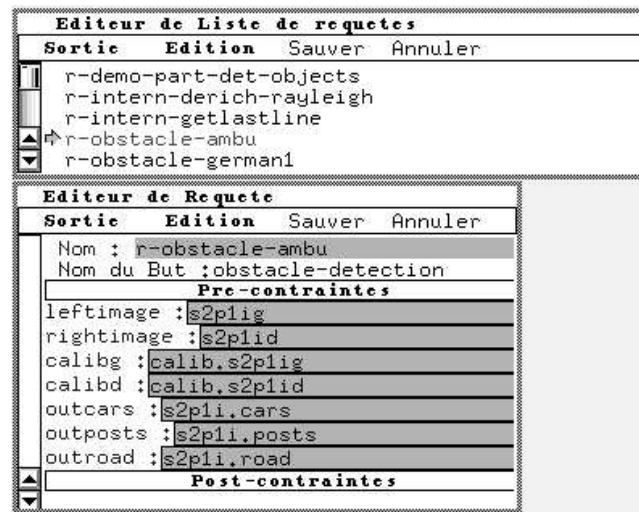 Editeur de Liste de requetes
Sortie Edition Sauver Annuler
r-demo-part-det-objects
r-intern-derich-rayleigh
r-intern-getlastline
r-obstacle-ambu
r-obstacle-german1
Editeur de Requete
Sortie Edition Sauver Annuler
Nom : r-obstacle-ambu
Nom du But :obstacle-detection
Pre-contraintes
leftimage :s2p1ig
rightimage :s2p1id
calibg :calib.s2p1ig
calibd :calib.s2p1id
outcars :s2p1i.cars
outposts :s2p1i.posts
outroad :s2p1i.road
Post-contraintes